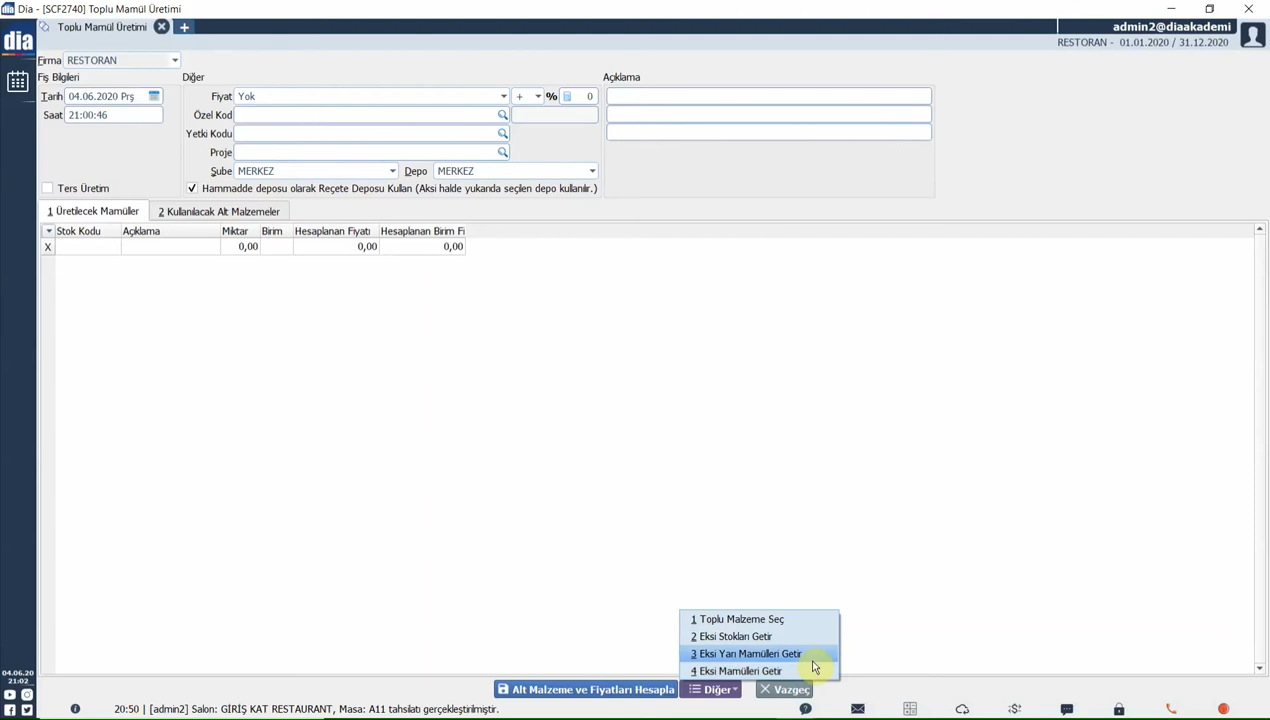 Dia - [SCF2740] Toplu Mamül Üretimi
Toplu Mamül Üretimi
admin2@diaakademi
dia
RESTORAN - 01.01.2020 / 31.12.2020
Firma RESTORAN
Fiş Bilgileri Diğer Açıklama
Tarih 04.06.2020 Prş Fiyat Yok + % 0
Saat 21:00:46 Özel Kod
Yetki Kodu
Proje
Şube MERKEZ Depo MERKEZ
Ters Üretim Hammadde deposu olarak Reçete Deposu Kullan (Aksi halde yukarıda seçilen depo kullanılır.)
1 Üretilecek Mamüller 2 Kullanılacak Alt Malzemeler
Stok Kodu Açıklama Miktar Birim Hesaplanan Fiyatı Hesaplanan Birim Fi
X 0,00 0,00 0,00
1 Toplu Malzeme Seç
2 Eksi Stokları Getir
3 Eksi Yarı Mamülleri Getir
4 Eksi Mamülleri Getir
04.06.20
21:02
Alt Malzeme ve Fiyatları Hesapla Diğer Vazgeç
20:50 | [admin2] Salon: GİRİŞ KAT RESTAURANT, Masa: A11 tahsilatı gerçekleştirilmiştir.